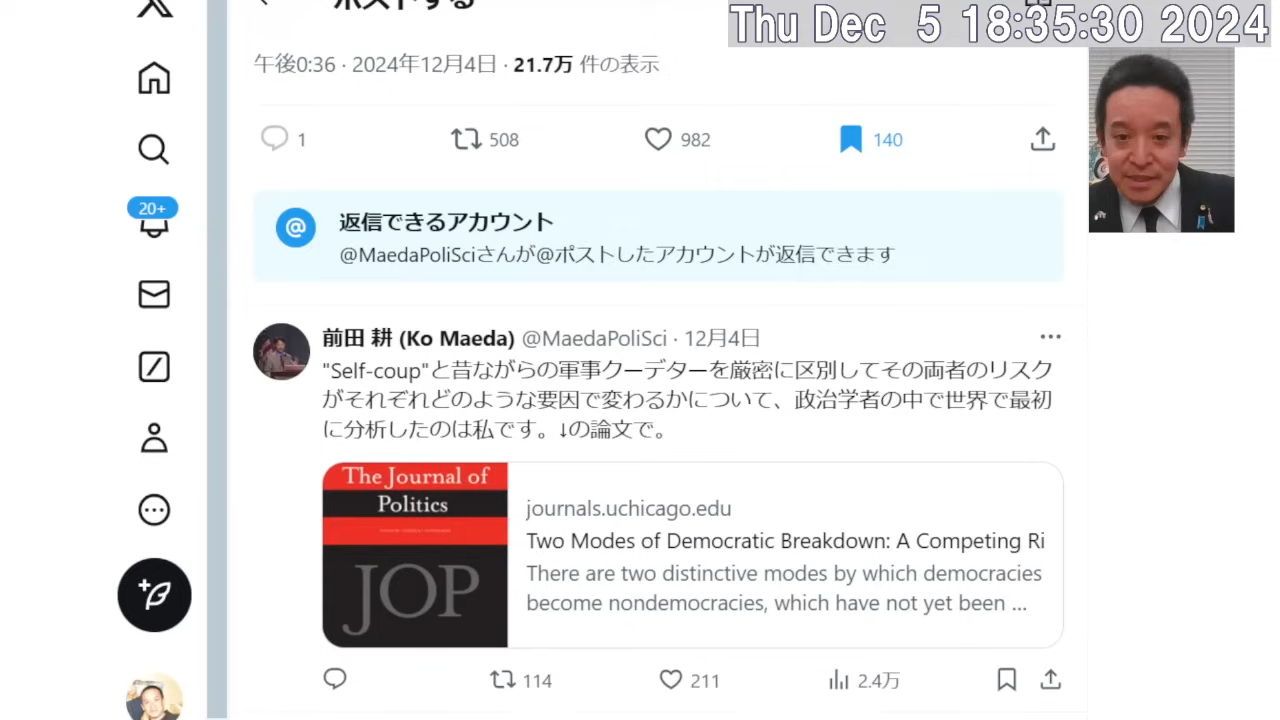 ポストする
Thu Dec 5 18:35:30 2024
午後0:36 · 2024年12月4日 · 21.7万 件の表示
1
508
982
140
20+
@
返信できるアカウント
@MaedaPoliSciさんが@ポストしたアカウントが返信できます
前田 耕 (Ko Maeda) @MaedaPoliSci · 12月4日
"Self-coup"と昔ながらの軍事クーデターを厳密に区別してその両者のリスク
がそれぞれどのような要因で変わるかについて、政治学者の中で世界で最初
に分析したのは私です。↓の論文で。
The Journal of
Politics
JOP
journals.uchicago.edu
Two Modes of Democratic Breakdown: A Competing Ri
There are two distinctive modes by which democracies
become nondemocracies, which have not yet been ...
114
211
2.4万